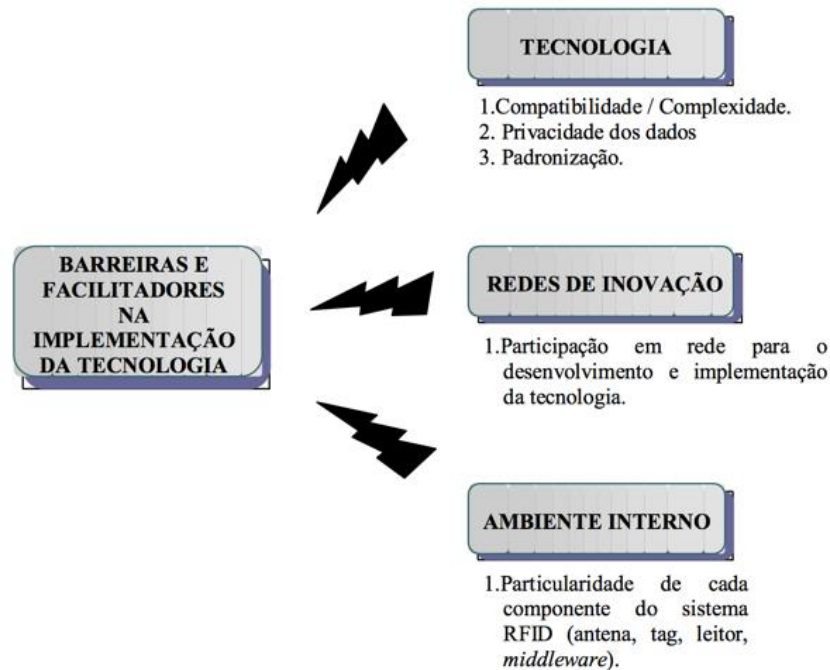 BARREIRAS E
FACILITADORES
NA
IMPLEMENTAÇÃO
DA TECNOLOGIA
TECNOLOGIA
1.Compatibilidade / Complexidade.
2. Privacidade dos dados
3. Padronização.
REDES DE INOVAÇÃO
1.Participação em rede para o
desenvolvimento e implementação
da tecnologia.
AMBIENTE INTERNO
1.Particularidade de cada
componente do sistema
RFID (antena, tag, leitor,
middleware).